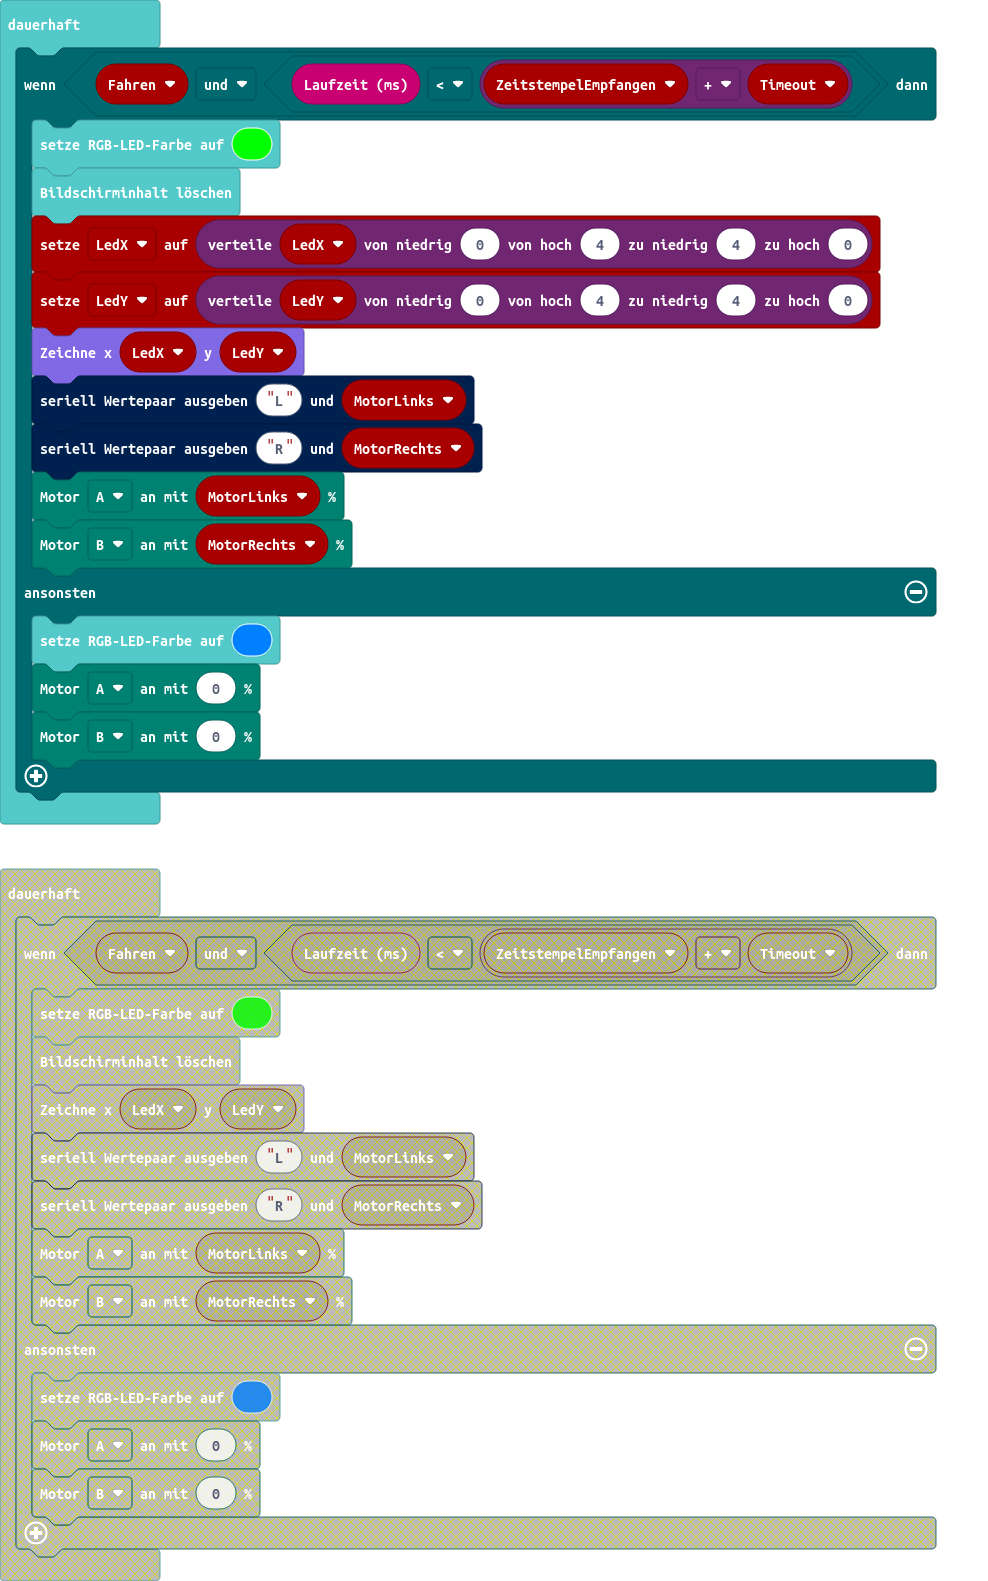 dauerhaft
wenn Fahren und Laufzeit (ms) < ZeitstempelEmpfangen + Timeout dann
setze RGB-LED-Farbe auf
Bildschirminhalt löschen
setze LedX auf verteile LedX von niedrig 0 von hoch 4 zu niedrig 4 zu hoch 0
setze LedY auf verteile LedY von niedrig 0 von hoch 4 zu niedrig 4 zu hoch 0
Zeichne x LedX y LedY
seriell Wertepaar ausgeben "L" und MotorLinks
seriell Wertepaar ausgeben "R" und MotorRechts
Motor A an mit MotorLinks %
Motor B an mit MotorRechts %
ansonsten
setze RGB-LED-Farbe auf
Motor A an mit 0 %
Motor B an mit 0 %
dauerhaft
wenn Fahren und Laufzeit (ms) < ZeitstempelEmpfangen + Timeout dann
setze RGB-LED-Farbe auf
Bildschirminhalt löschen
Zeichne x LedX y LedY
seriell Wertepaar ausgeben "L" und MotorLinks
seriell Wertepaar ausgeben "R" und MotorRechts
Motor A an mit MotorLinks %
Motor B an mit MotorRechts %
ansonsten
setze RGB-LED-Farbe auf
Motor A an mit 0 %
Motor B an mit 0 %